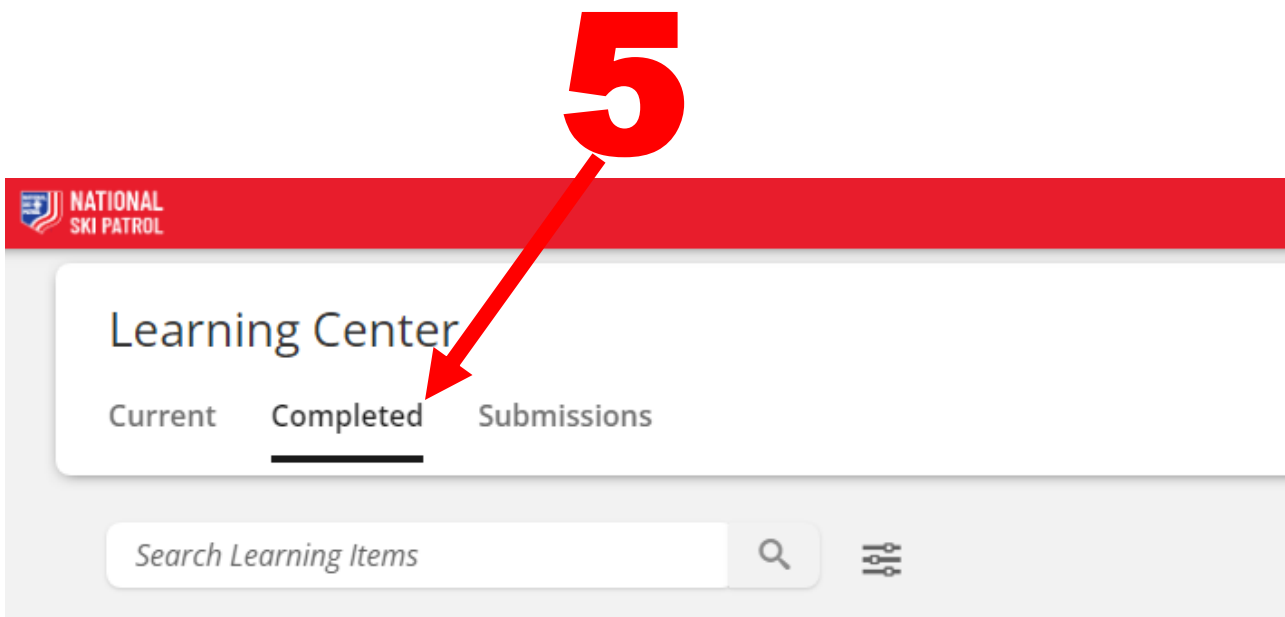 5
NATIONAL
SKI PATROL
Learning Center
Current Completed Submissions
Search Learning Items